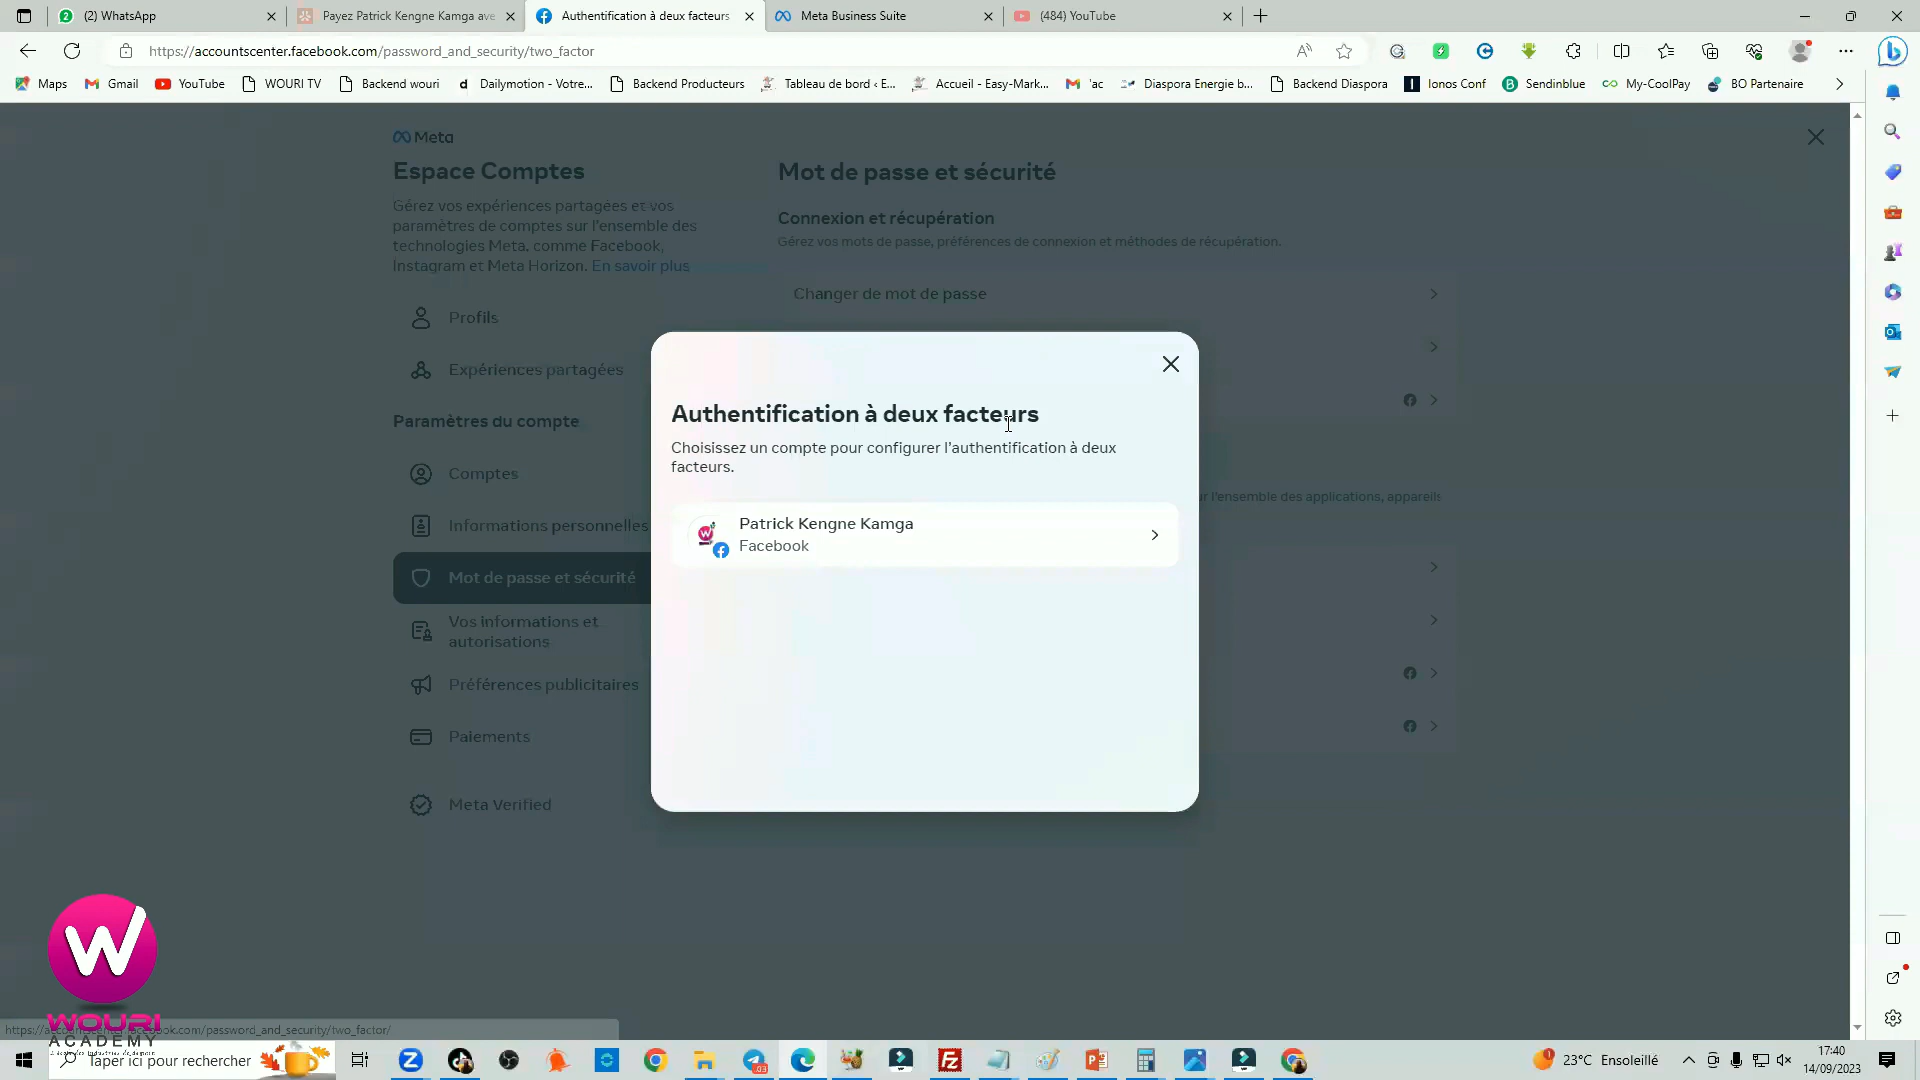 (2) WhatsApp
Payez Patrick Kengne Kamga ave
Authentification à deux facteurs
Meta Business Suite
(484) YouTube
https://accountscenter.facebook.com/password_and_security/two_factor
Maps
Gmail
YouTube
WOURI TV
Backend wouri
Dailymotion - Votre...
Backend Producteurs
Tableau de bord ‹ E...
Accueil - Easy-Mark...
'ac
Diaspora Energie b...
Backend Diaspora
Ionos Conf
Sendinblue
My-CoolPay
BO Partenaire
Meta
Espace Comptes
Gérez vos expériences partagées et vos
paramètres de comptes sur l'ensemble des
technologies Meta, comme Facebook,
Instagram et Meta Horizon. En savoir plus
Profils
Expériences partagées
Paramètres du compte
Comptes
Informations personnelles
Mot de passe et sécurité
Vos informations et
autorisations
Préférences publicitaires
Paiements
Meta Verified
Mot de passe et sécurité
Connexion et récupération
Gérez vos mots de passe, préférences de connexion et méthodes de récupération.
Changer de mot de passe
r l'ensemble des applications, appareils
Authentification à deux facteurs
Choisissez un compte pour configurer l'authentification à deux
facteurs.
Patrick Kengne Kamga
Facebook
WOURI
ACADEMY
https://accountscenter.facebook.com/password_and_security/two_factor/
Taper ici pour rechercher
23°C Ensoleillé
17:40
14/09/2023